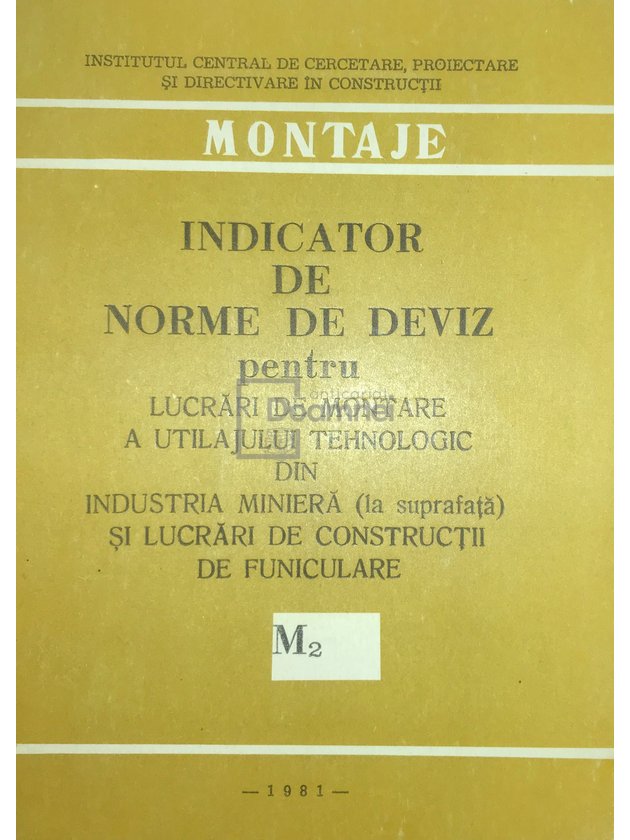 INSTITUTUL CENTRAL DE CERCETARE, PROIECTARE
ȘI DIRECTIVARE ÎN CONSTRUCȚII
MONTAJE
INDICATOR
DE
NORME DE DEVIZ
pentru
LUCRĂRI DE MONTARE
A UTILAJULUI TEHNOLOGIC
DIN
INDUSTRIA MINIERĂ (la suprafață)
ȘI LUCRĂRI DE CONSTRUCȚII
DE FUNICULARE
M₂
— 1981 —